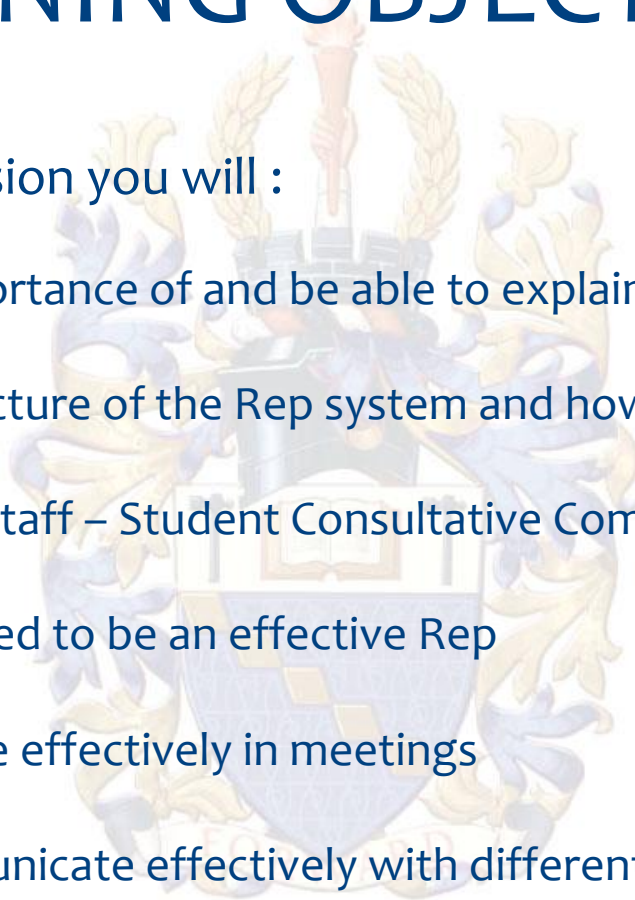 NING OBJECT
sion you will :
ortance of and be able to explain
cture of the Rep system and how
taff – Student Consultative Com
ed to be an effective Rep
e effectively in meetings
unicate effectively with different